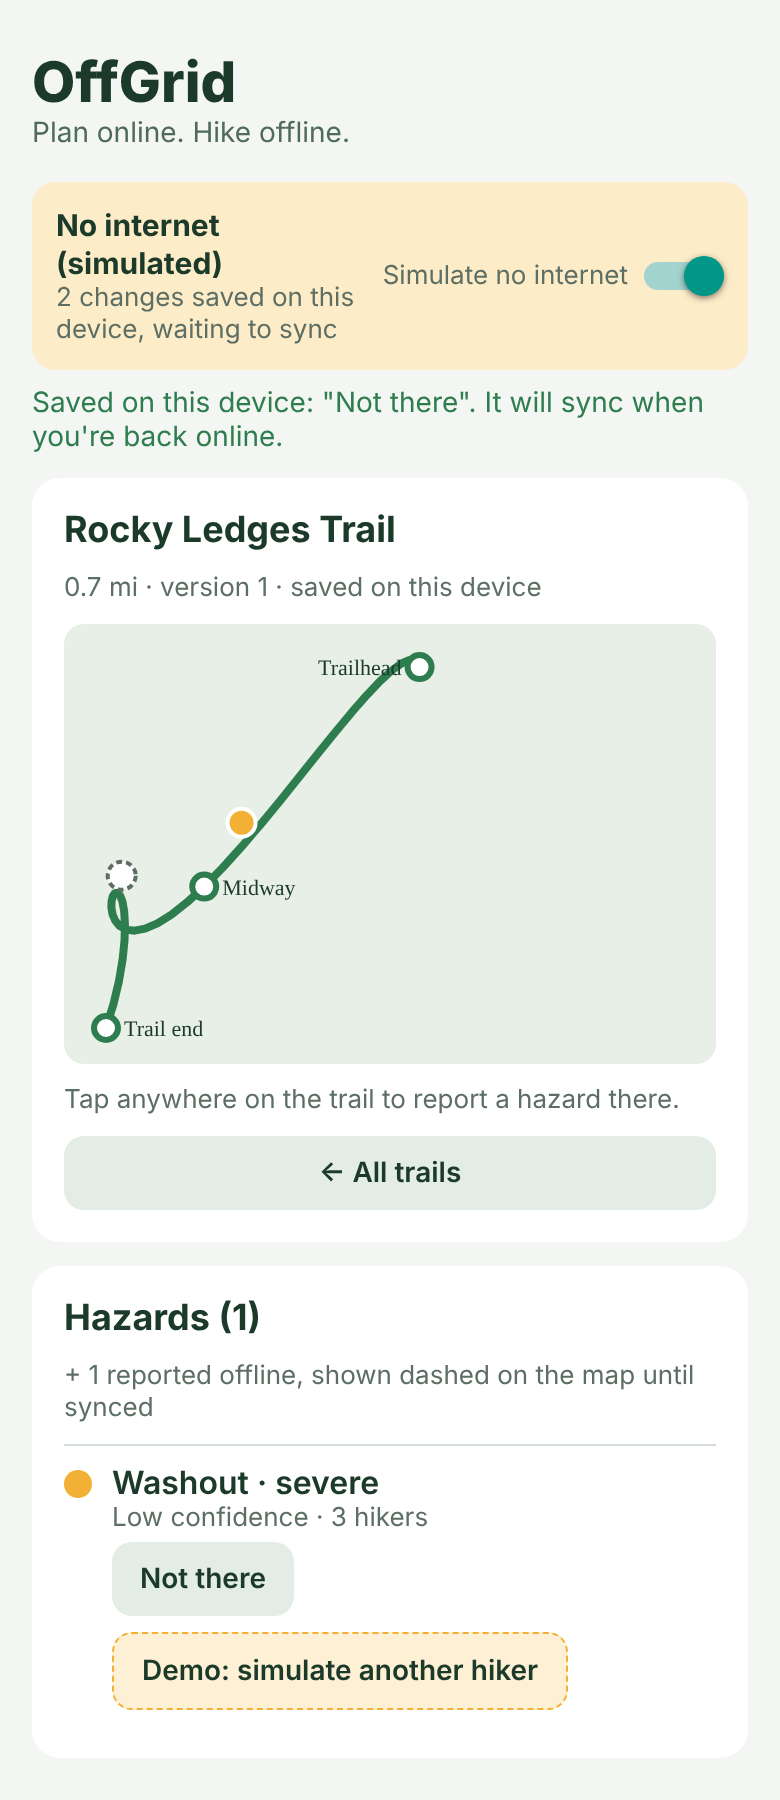 OffGrid
Plan online. Hike offline.
No internet
(simulated)
2 changes saved on this
device, waiting to sync
Simulate no internet
Saved on this device: "Not there". It will sync when
you're back online.
Rocky Ledges Trail
0.7 mi · version 1 · saved on this device
Trailhead
Midway
Trail end
Tap anywhere on the trail to report a hazard there.
← All trails
Hazards (1)
+ 1 reported offline, shown dashed on the map until
synced
Washout · severe
Low confidence · 3 hikers
Not there
Demo: simulate another hiker